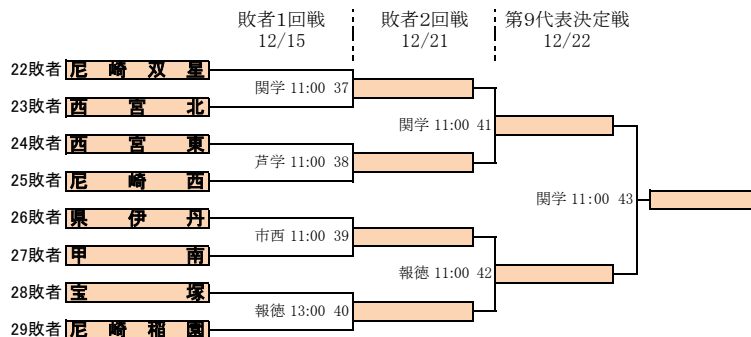 敗者1回戦 敗者2回戦 第9代表決定戦
12/15 12/21 12/22
22敗者 尼崎双星
関学 11:00 37
23敗者 西宮北
関学 11:00 41
24敗者 西宮東
芦学 11:00 38
25敗者 尼崎西
関学 11:00 43
26敗者 県伊丹
市西 11:00 39
27敗者 甲南
報徳 11:00 42
28敗者 宝塚
報徳 13:00 40
29敗者 尼崎稲園